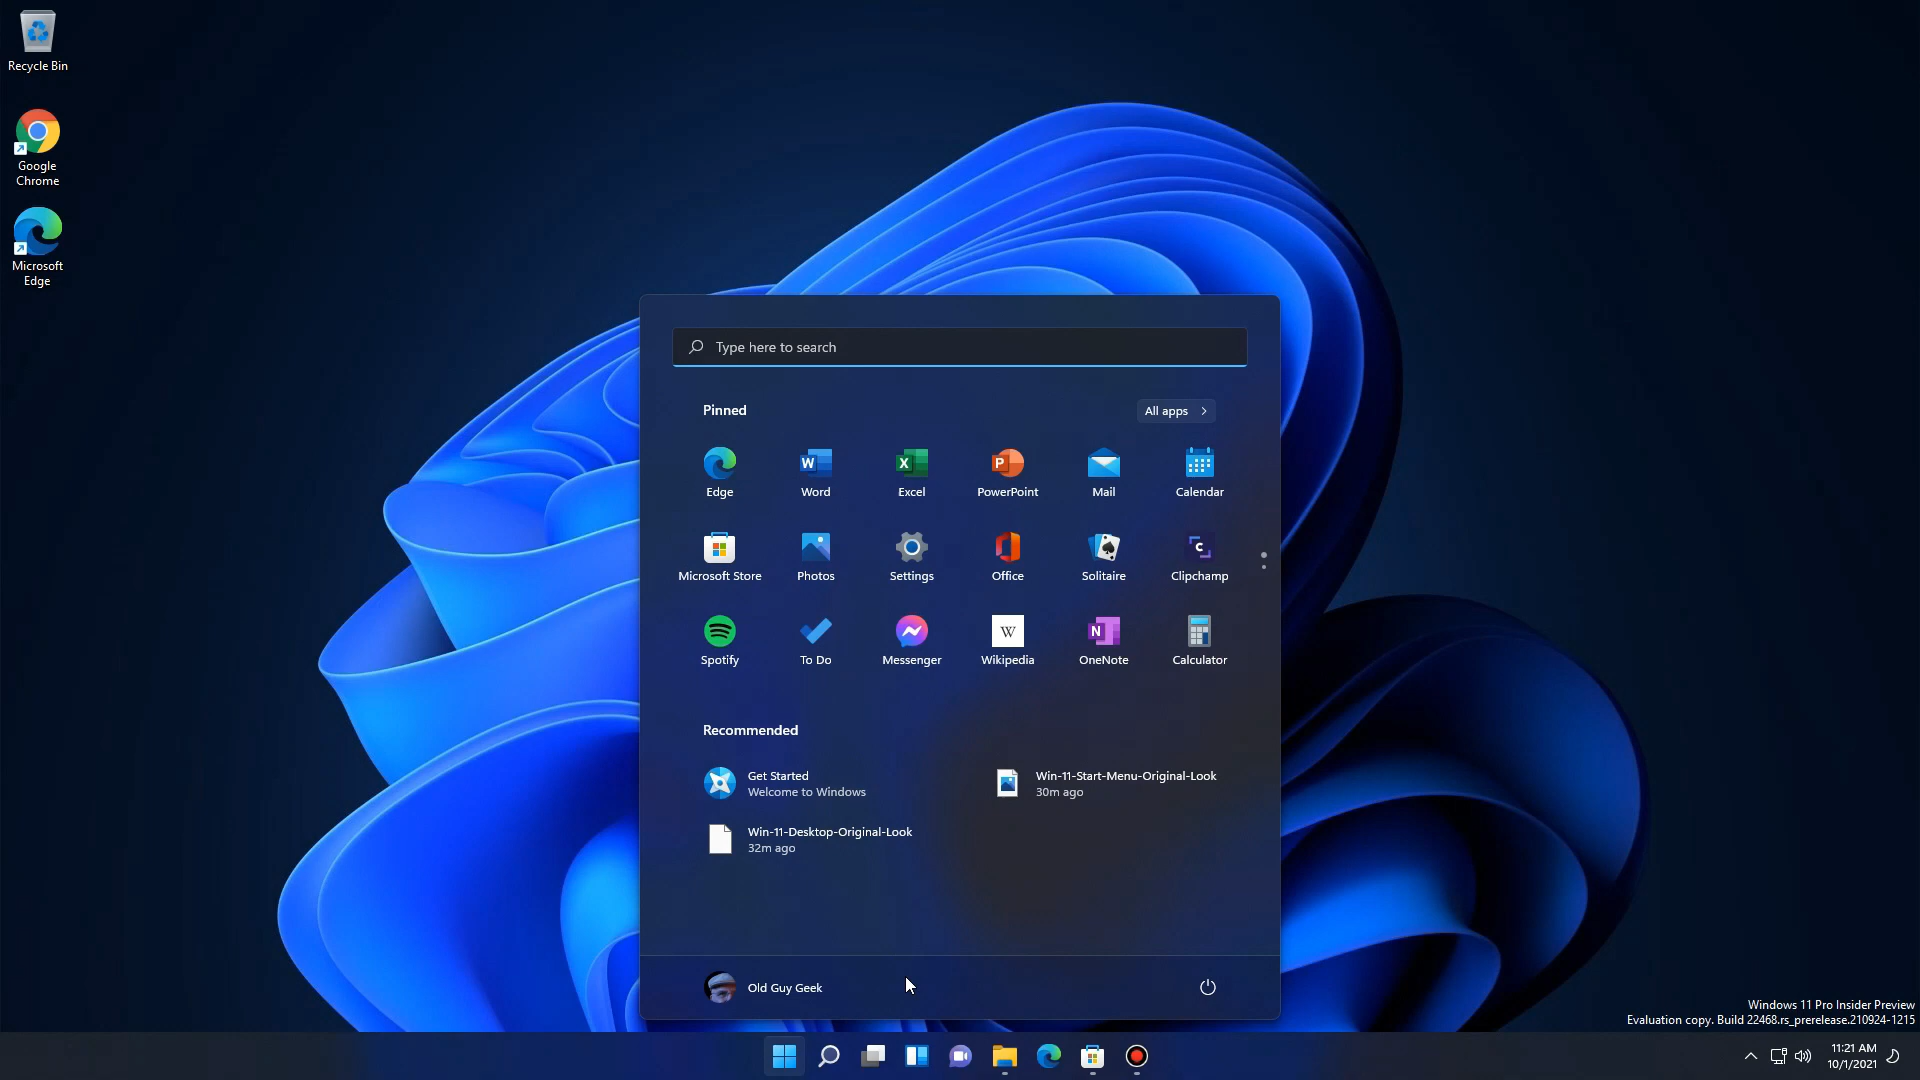 Recycle Bin
Google
Chrome
Microsoft
Edge
Type here to search
Pinned
All apps
Edge
Word
Excel
PowerPoint
Mail
Calendar
Microsoft Store
Photos
Settings
Office
Solitaire
Clipchamp
Spotify
To Do
Messenger
Wikipedia
OneNote
Calculator
Recommended
Get Started
Welcome to Windows
Win-11-Start-Menu-Original-Look
30m ago
Win-11-Desktop-Original-Look
32m ago
Old Guy Geek
Windows 11 Pro Insider Preview
Evaluation copy. Build 22468.rs_prerelease.210924-1215
11:21 AM
10/1/2021